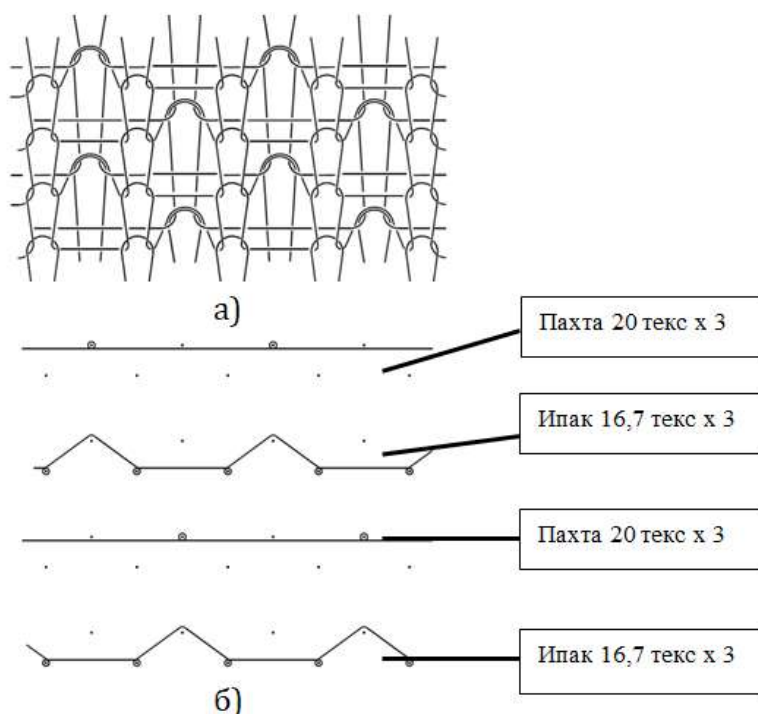 а)
Пахта 20 текс х 3
Ипак 16,7 текс х 3
Пахта 20 текс х 3
Ипак 16,7 текс х 3
б)